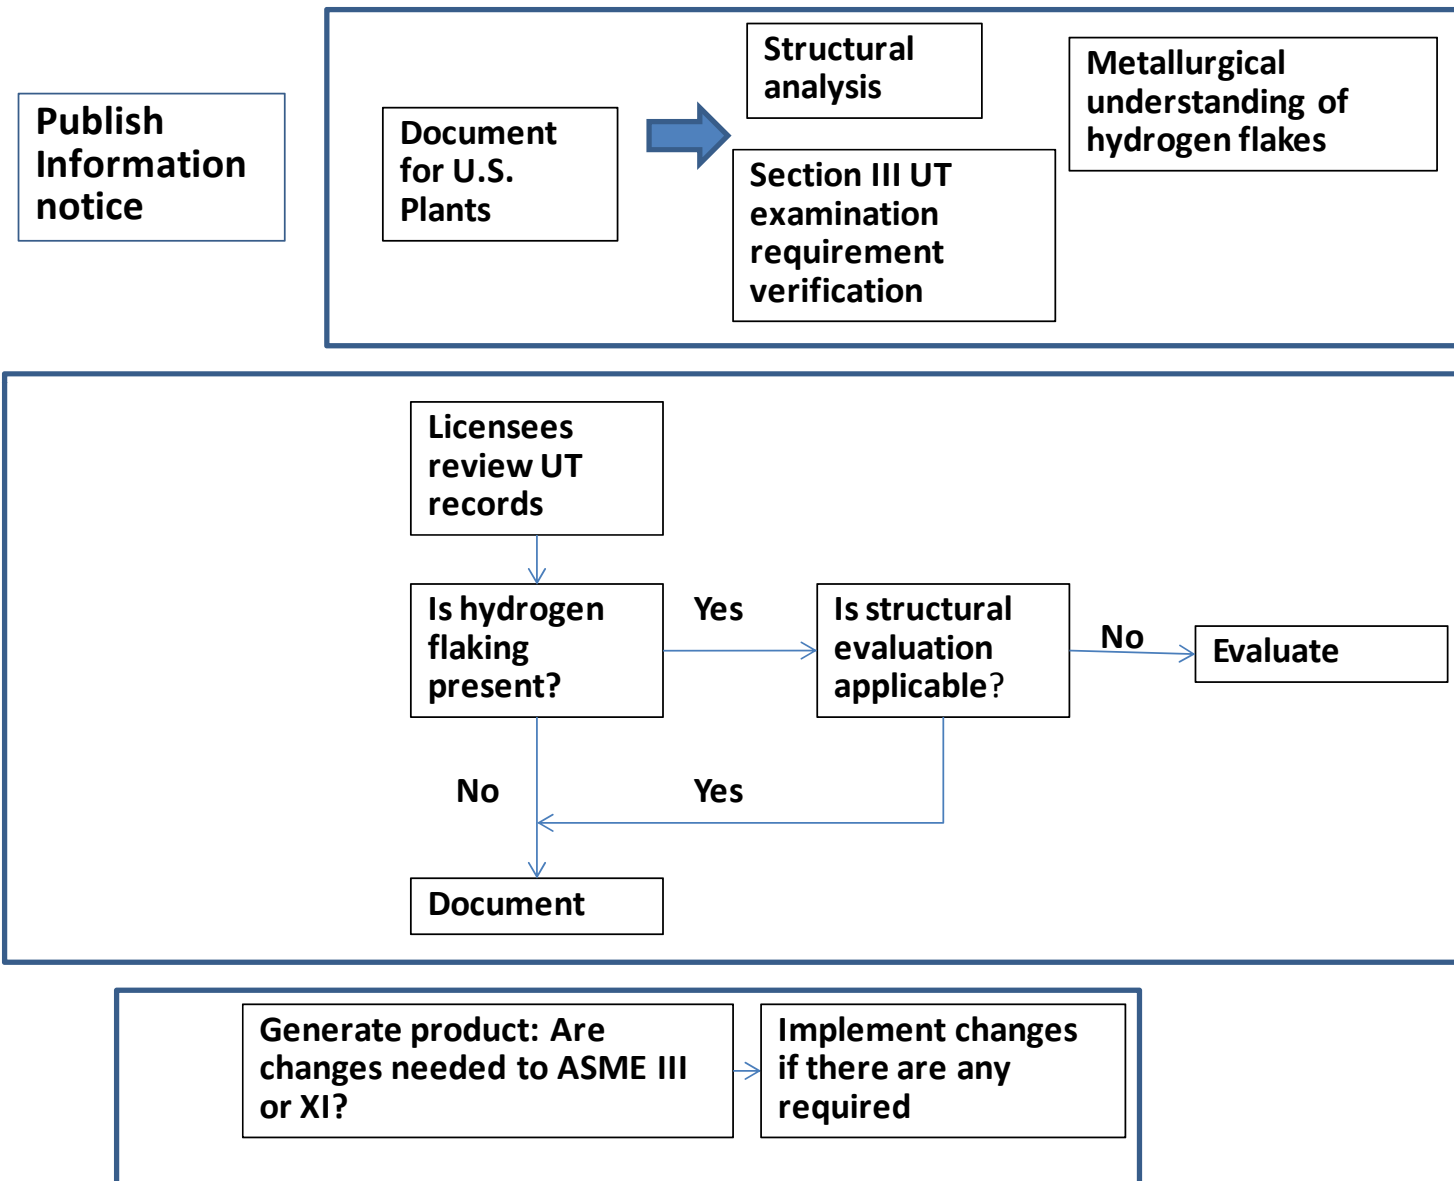 Publish
Information
notice
Document
for U.S.
Plants
Structural
analysis
Section III UT
examination
requirement
verification
Metallurgical
understanding of
hydrogen flakes
Licensees
review UT
records
Is hydrogen
flaking
present?
Yes
Is structural
evaluation
applicable?
No
Evaluate
No
Yes
Document
Generate product: Are
changes needed to ASME III
or XI?
Implement changes
if there are any
required